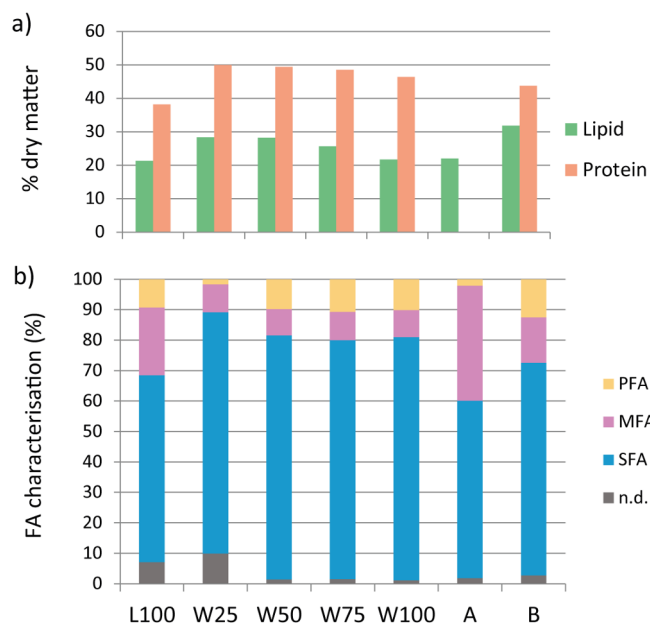 a)
60
50
40
30
20
10
0
% dry matter
Lipid
Protein
b)
100
90
80
70
60
50
40
30
20
10
0
FA characterisation (%)
PFA
MFA
SFA
n.d.
L100 W25 W50 W75 W100 A B